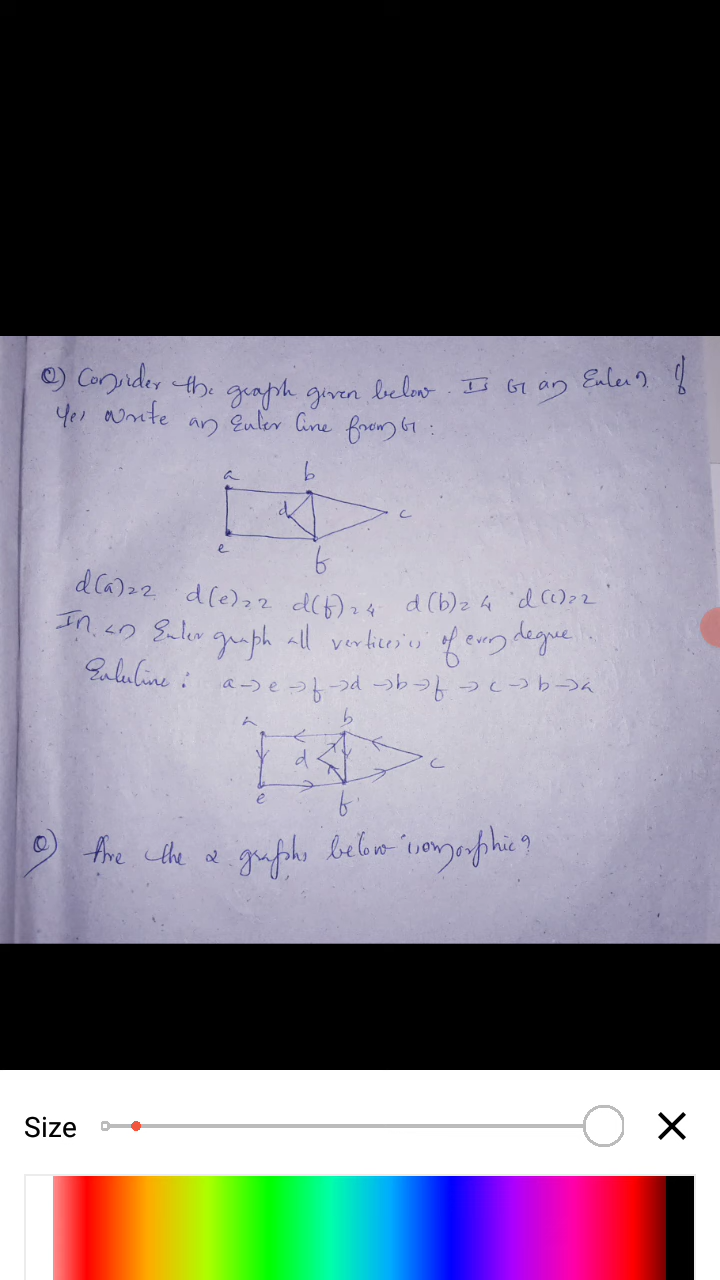 Q) Consider the graph given below. Is G an Euler? If
Yes write an Euler line from G :
a b
d c
e f
d(a)=2 d(e)=2 d(f)=4 d(b)=4 d(c)=2
In an Euler graph all vertices is of even degree.
Eulerline : a→e→f→d→b→f→c→b→a
a b
d c
e f
Q) Are the 2 graphs below isomorphic?
Size